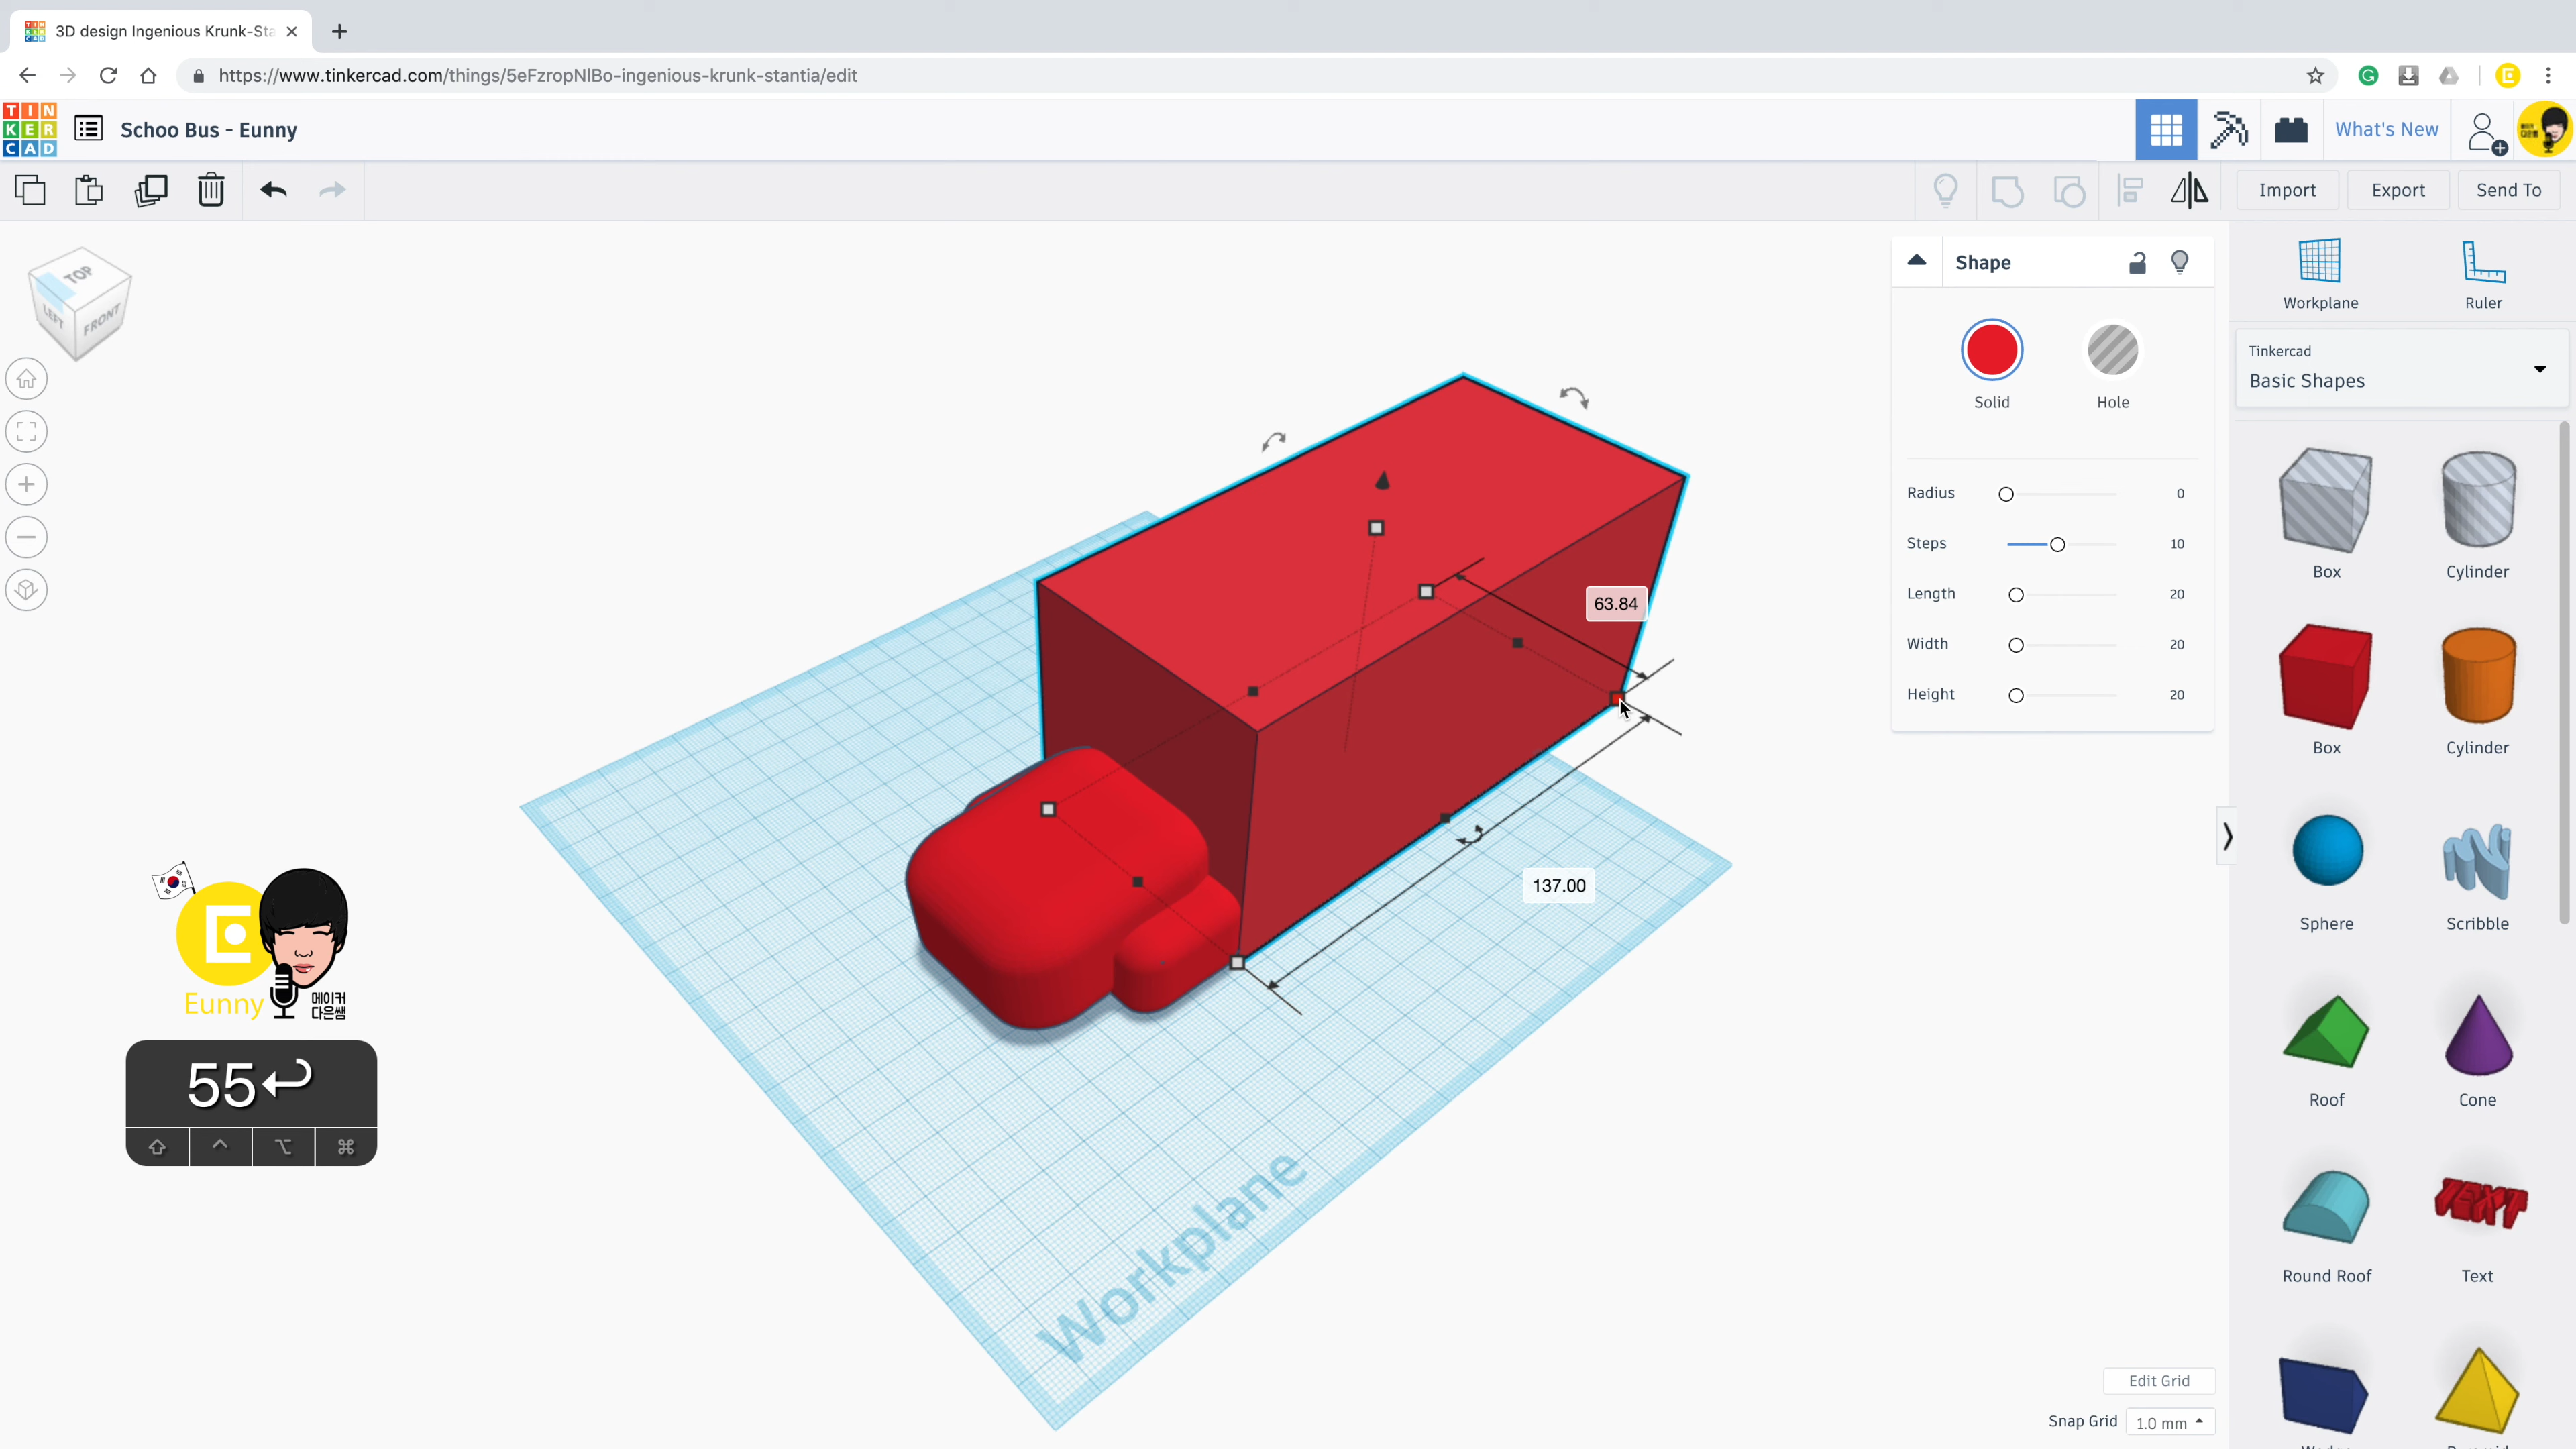 3D design Ingenious Krunk-Sta
https://www.tinkercad.com/things/5eFzropNlBo-ingenious-krunk-stantia/edit
TIN
KER
CAD
Schoo Bus - Eunny
What's New
Import
Export
Send To
TOP
LEFT
FRONT
Shape
Solid
Hole
Radius
0
Steps
10
Length
20
Width
20
Height
20
Workplane
Ruler
Tinkercad
Basic Shapes
Box
Cylinder
Box
Cylinder
Sphere
Scribble
Roof
Cone
Round Roof
TEXT
Text
63.84
137.00
Workplane
Eunny
메이커
다은쌤
55↩
⇧ ^ ⌥ ⌘
Edit Grid
Snap Grid
1.0 mm